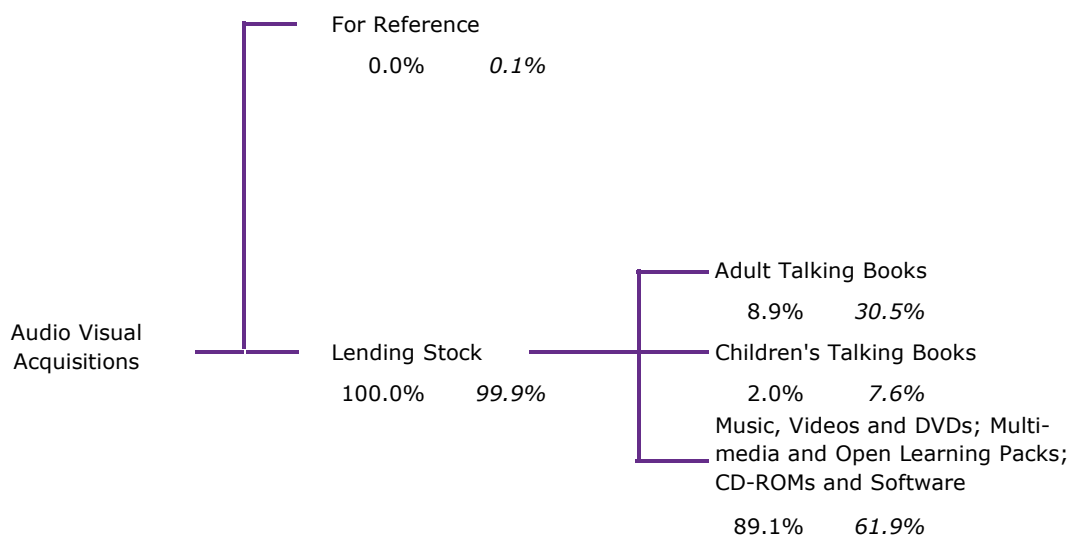 For Reference
0.0% 0.1%
Audio Visual
Acquisitions
Lending Stock
100.0% 99.9%
Adult Talking Books
8.9% 30.5%
Children's Talking Books
2.0% 7.6%
Music, Videos and DVDs; Multi-
media and Open Learning Packs;
CD-ROMs and Software
89.1% 61.9%